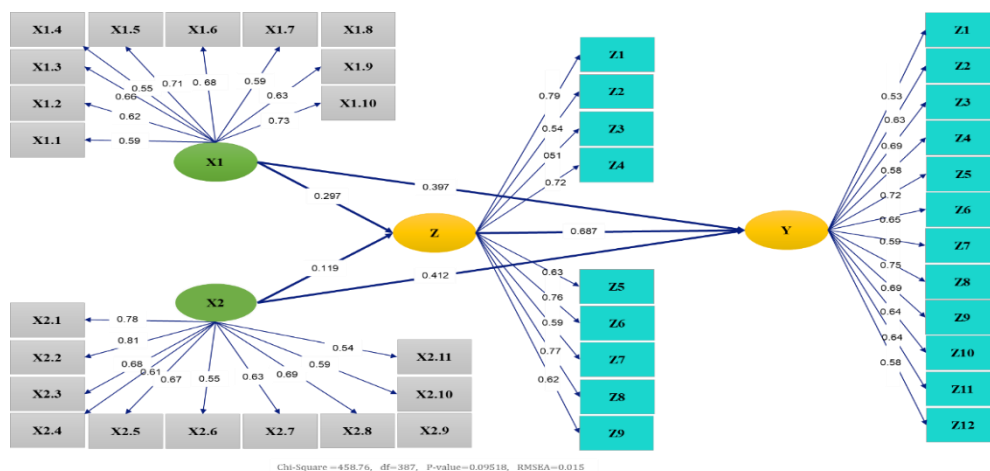 X1.4 X1.5 X1.6 X1.7 X1.8
X1.3 X1.9
X1.2 X1.10
X1.1
0.59
0.62
0.66
0.55
0.71
0. 68
0.59
0.63
0.73
X1
X2
0.297
0.119
0.397
0.412
0.687
Z
Y
X2.1
X2.2
X2.3
X2.4 X2.5 X2.6 X2.7 X2.8 X2.9
X2.10
X2.11
0.78
0.81
0.68
0.61
0.67
0.55
0.63
0.69
0.59
0.54
Z1
Z2
Z3
Z4
0.79
0.54
051
0.72
Z5
Z6
Z7
Z8
Z9
0.63
0.76
0.59
0.77
0.62
Z1
Z2
Z3
Z4
Z5
Z6
Z7
Z8
Z9
Z10
Z11
Z12
0.53
0.63
0.69
0.58
0.72
0.65
0.59
0.75
0.69
0.64
0.64
0.58
Chi-Square =458.76, df=387, P-value=0.09518, RMSEA=0.015